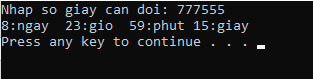 Nhap so giay can doi: 777555
8:ngay  23:gio  59:phut 15:giay
Press any key to continue . . .